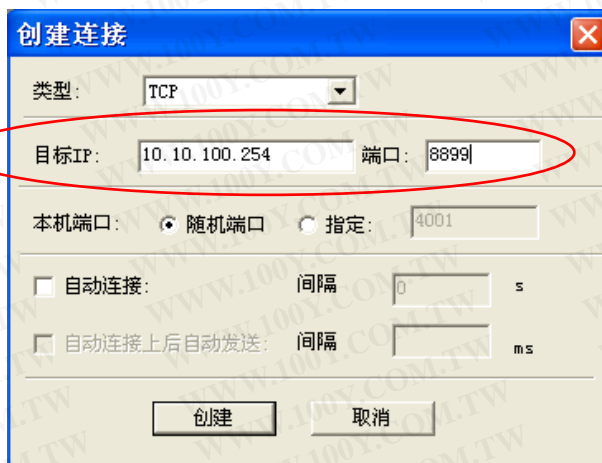 创建连接
类型: TCP
目标IP: 10.10.100.254 端口: 8899
本机端口: 随机端口 指定: 4001
自动连接: 间隔 0 s
自动连接上后自动发送: 间隔 ms
创建 取消
WWW.100Y.COM.TW